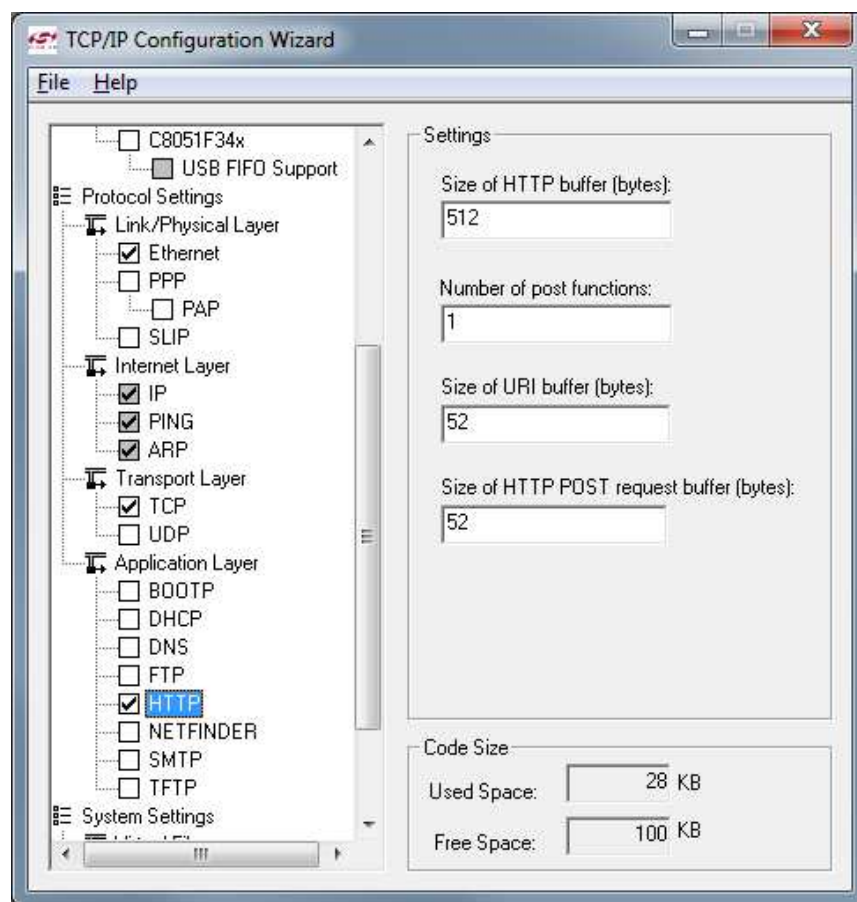 TCP/IP Configuration Wizard
File Help
C8051F34x
USB FIFO Support
Protocol Settings
Link/Physical Layer
Ethernet
PPP
PAP
SLIP
Internet Layer
IP
PING
ARP
Transport Layer
TCP
UDP
Application Layer
BOOTP
DHCP
DNS
FTP
HTTP
NETFINDER
SMTP
TFTP
System Settings
Settings
Size of HTTP buffer (bytes):
512
Number of post functions:
1
Size of URI buffer (bytes):
52
Size of HTTP POST request buffer (bytes):
52
Code Size
Used Space: 28 KB
Free Space: 100 KB